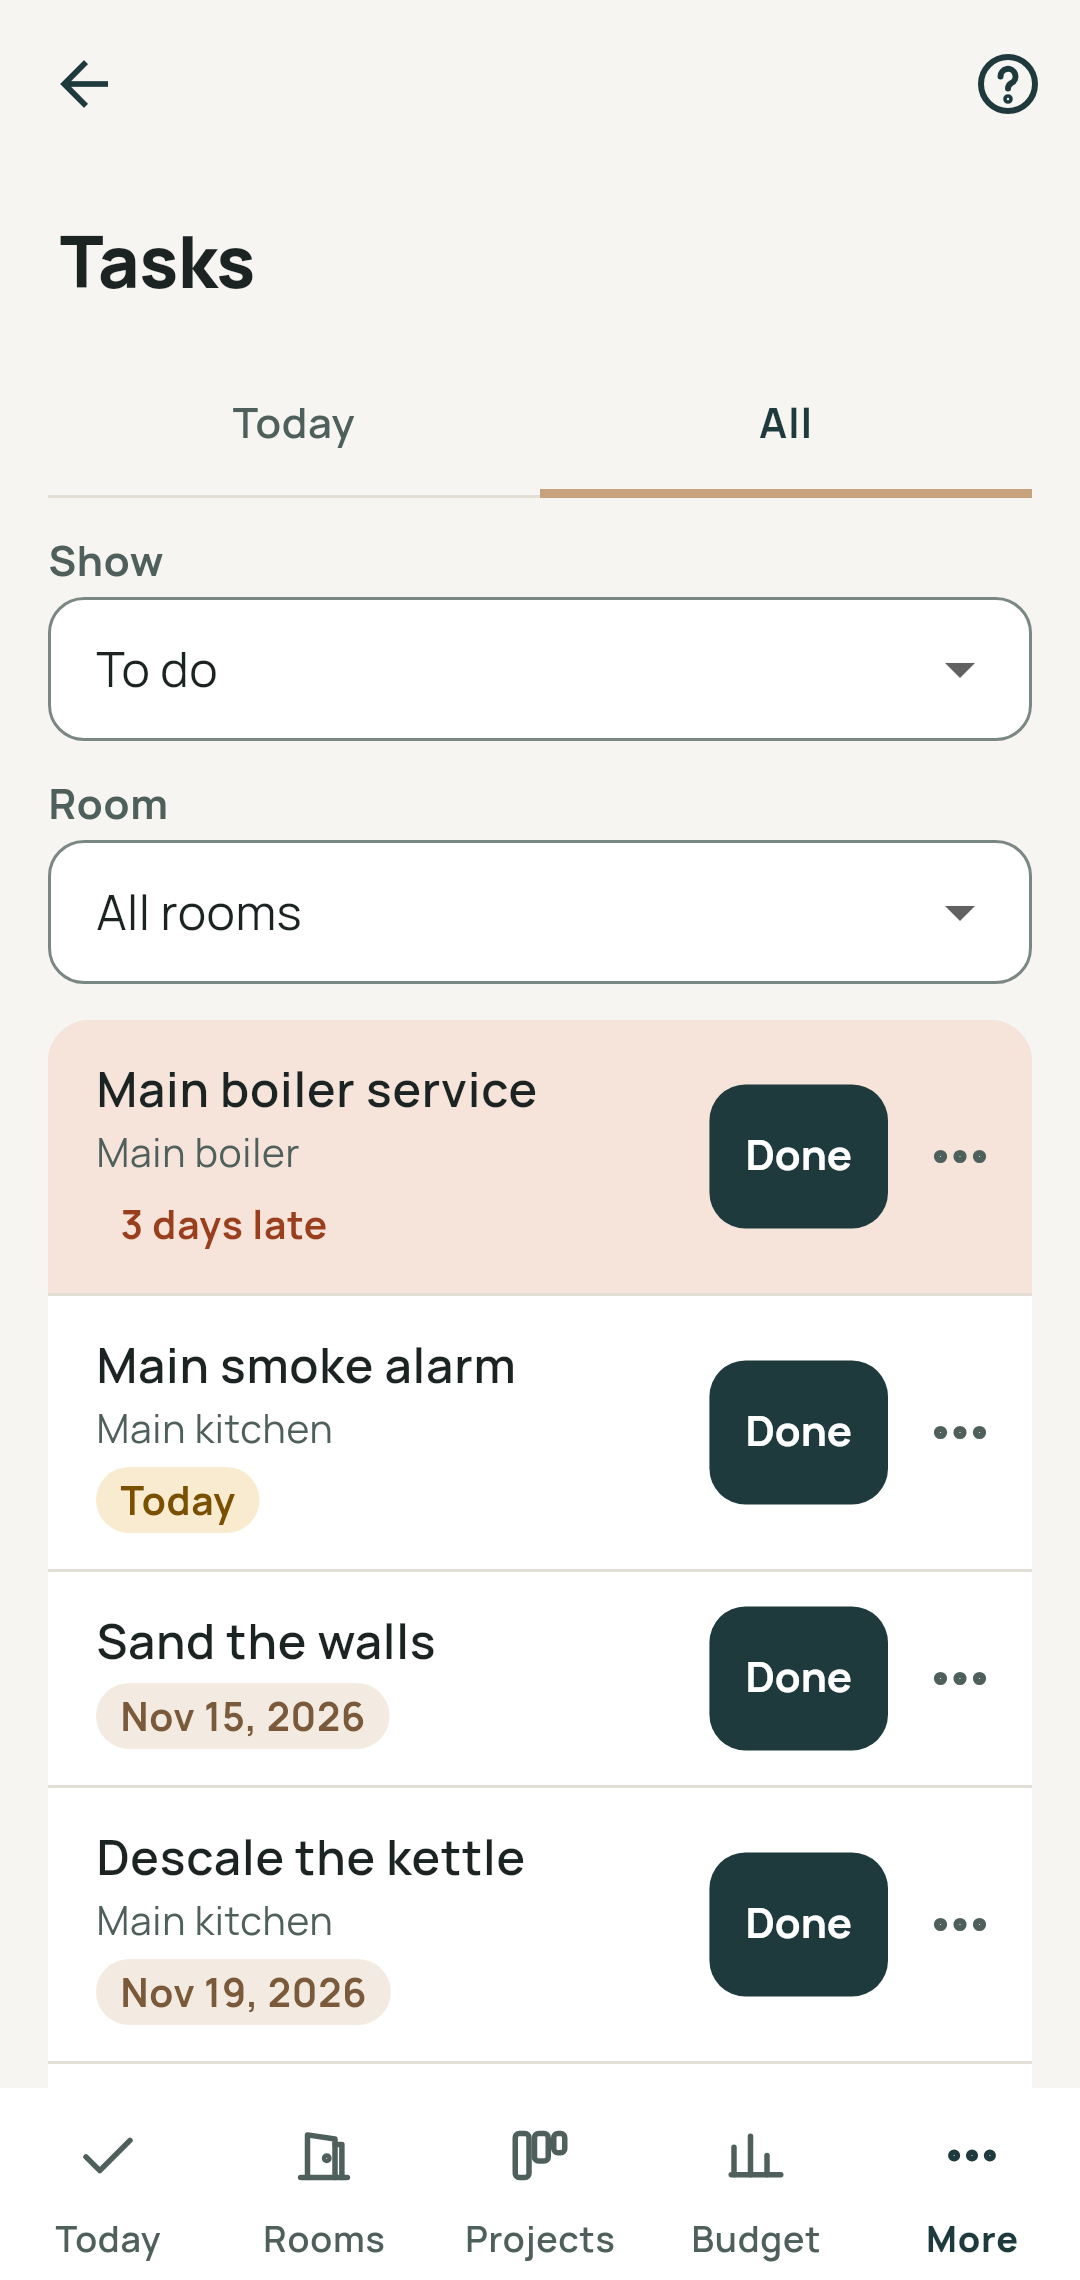 Tasks
Today
All
Show
To do
Room
All rooms
Main boiler service
Main boiler
3 days late
Done
Main smoke alarm
Main kitchen
Today
Done
Sand the walls
Nov 15, 2026
Done
Descale the kettle
Main kitchen
Nov 19, 2026
Done
Today
Rooms
Projects
Budget
More